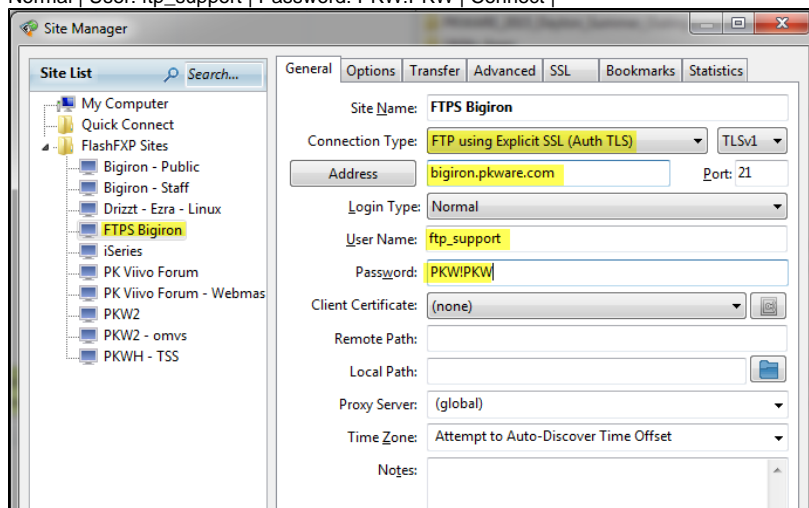 Normal | User: ftp_support | Password: PKW!PKW | Connect |
Site Manager
Site List
Search...
My Computer
Quick Connect
FlashFXP Sites
Bigiron - Public
Bigiron - Staff
Drizzt - Ezra - Linux
FTPS Bigiron
iSeries
PK Viivo Forum
PK Viivo Forum - Webmas
PKW2
PKW2 - omvs
PKWH - TSS
General Options Transfer Advanced SSL Bookmarks Statistics
Site Name: FTPS Bigiron
Connection Type: FTP using Explicit SSL (Auth TLS) TLSv1
Address bigiron.pkware.com Port: 21
Login Type: Normal
User Name: ftp_support
Password: PKW!PKW
Client Certificate: (none)
Remote Path:
Local Path:
Proxy Server: (global)
Time Zone: Attempt to Auto-Discover Time Offset
Notes: